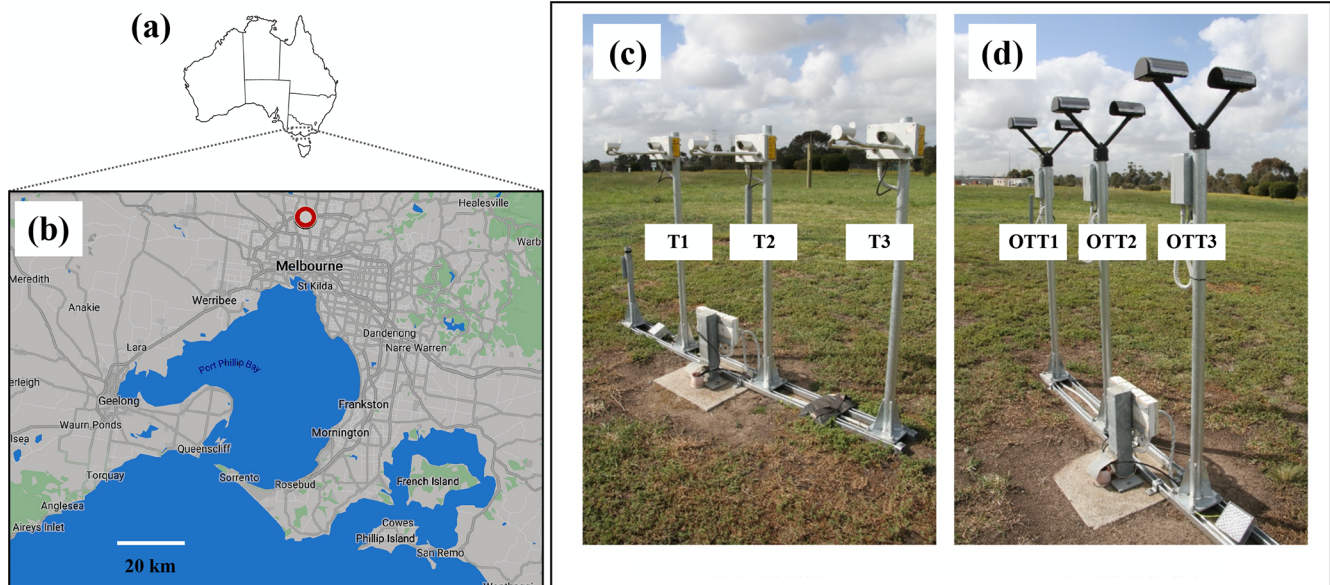 (a)
(b)
Healesville
Warb
Melbourne
St Kilda
Meredith
Werribee
Anakie
Dandenong
Lara
Narre Warren
Port Phillip Bay
erleigh
Geelong
Frankston
Waurn Ponds
Mornington
lsea
Queenscliff
Torquay
Sorrento
Rosebud
French Island
Anglesea
Aireys Inlet
Cowes
Phillip Island
San Remo
20 km
(c)
T1
T2
T3
(d)
OTT1
OTT2
OTT3